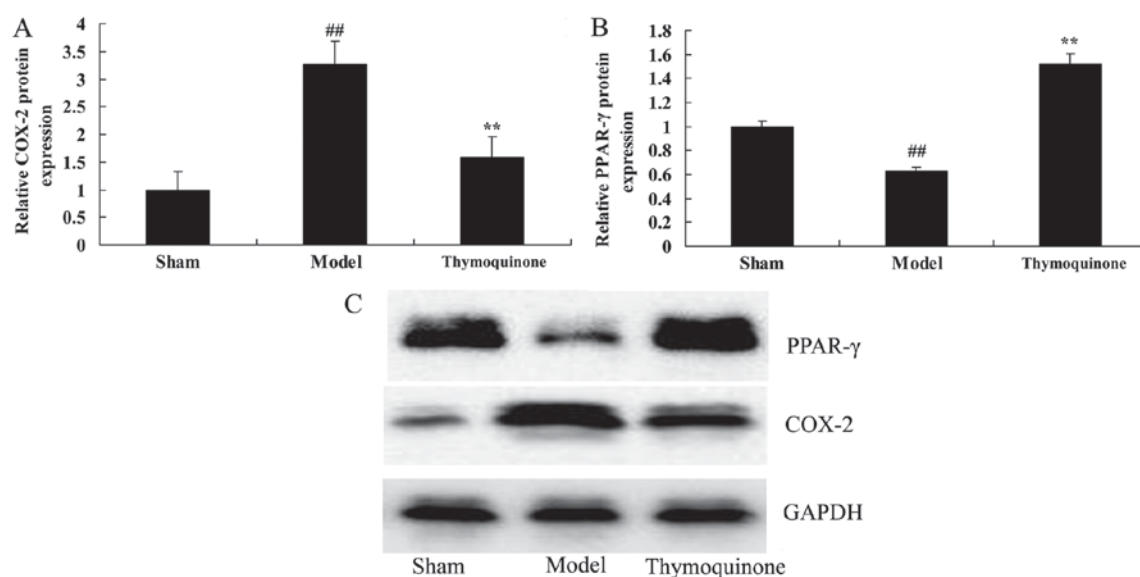 A
Relative COX-2 protein
expression
4
3.5
3
2.5
2
1.5
1
0.5
0
##
**
Sham Model Thymoquinone
B
Relative PPAR-γ protein
expression
1.8
1.6
1.4
1.2
1
0.8
0.6
0.4
0.2
0
##
**
Sham Model Thymoquinone
C
PPAR-γ
COX-2
GAPDH
Sham Model Thymoquinone